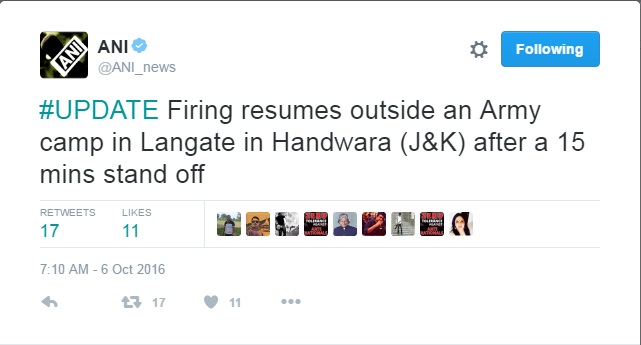 ANI
ANI
@ANI_news
Following
#UPDATE Firing resumes outside an Army
camp in Langate in Handwara (J&K) after a 15
mins stand off
RETWEETS
17
LIKES
11
7:10 AM - 6 Oct 2016
17
11